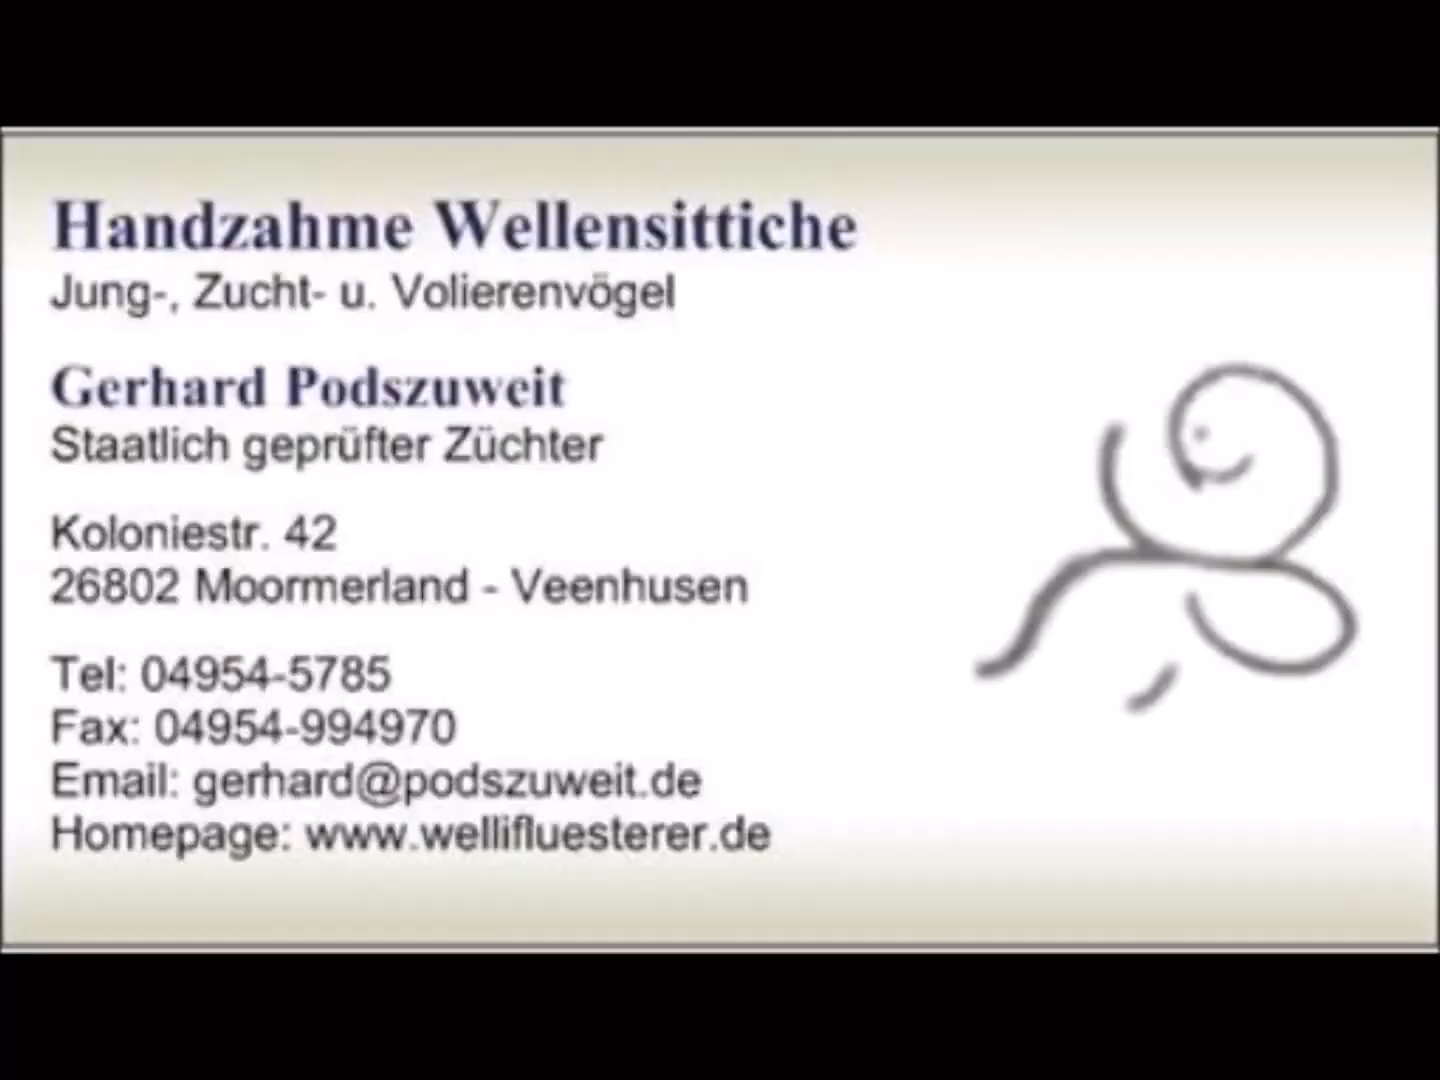 Handzahme Wellensittiche
Jung-, Zucht- u. Volierenvögel
Gerhard Podszuweit
Staatlich geprüfter Züchter
Koloniestr. 42
26802 Moormerland - Veenhusen
Tel: 04954-5785
Fax: 04954-994970
Email: gerhard@podszuweit.de
Homepage: www.wellifluesterer.de